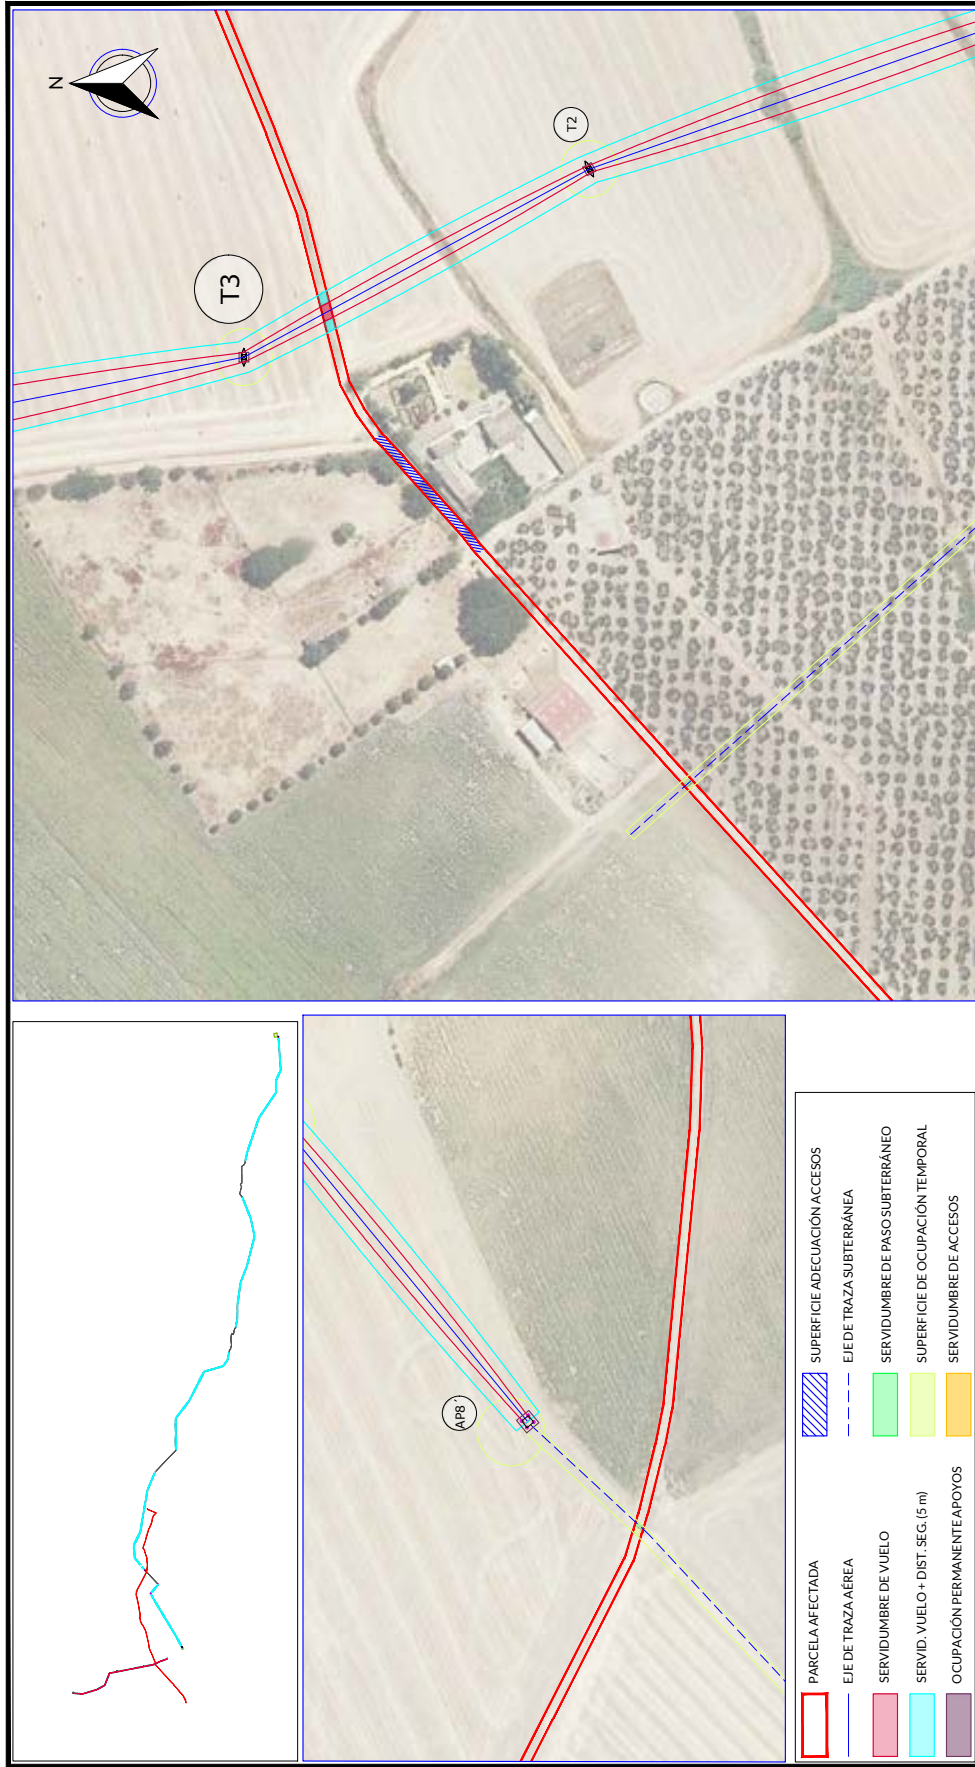 N
T3
T2
AP8´
PARCELA AFECTADA
EJE DE TRAZA AÉREA
SERVIDUMBRE DE VUELO
SERVID. VUELO + DIST. SEG. (5 m)
OCUPACIÓN PERMANENTE APOYOS
SUPERFICIE ADECUACIÓN ACCESOS
EJE DE TRAZA SUBTERRÁNEA
SERVIDUMBRE DE PASO SUBTERRÁNEO
SUPERFICIE DE OCUPACIÓN TEMPORAL
SERVIDUMBRE DE ACCESOS